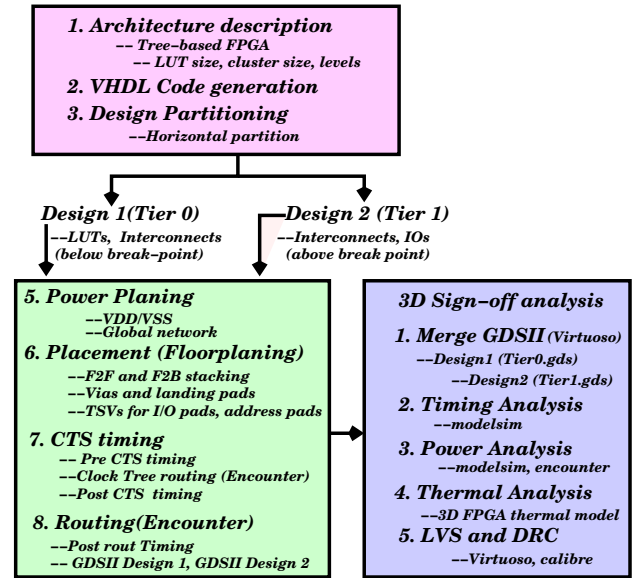 1. Architecture description
-- Tree-based FPGA
-- LUT size, cluster size, levels
2. VHDL Code generation
3. Design Partitioning
--Horizontal partition
Design 1(Tier 0)
--LUTs, Interconnects
(below break-point)
Design 2 (Tier 1)
--Interconnects, IOs
(above break point)
5. Power Planing
--VDD/VSS
--Global network
6. Placement (Floorplaning)
--F2F and F2B stacking
--Vias and landing pads
--TSVs for I/O pads, address pads
7. CTS timing
-- Pre CTS timing
--Clock Tree routing (Encounter)
--Post CTS timing
8. Routing(Encounter)
--Post rout Timing
-- GDSII Design 1, GDSII Design 2
3D Sign-off analysis
1. Merge GDSII (Virtuoso)
--Design1 (Tier0.gds)
--Design2 (Tier1.gds)
2. Timing Analysis
--modelsim
3. Power Analysis
--modelsim, encounter
4. Thermal Analysis
--3D FPGA thermal model
5. LVS and DRC
--Virtuoso, calibre